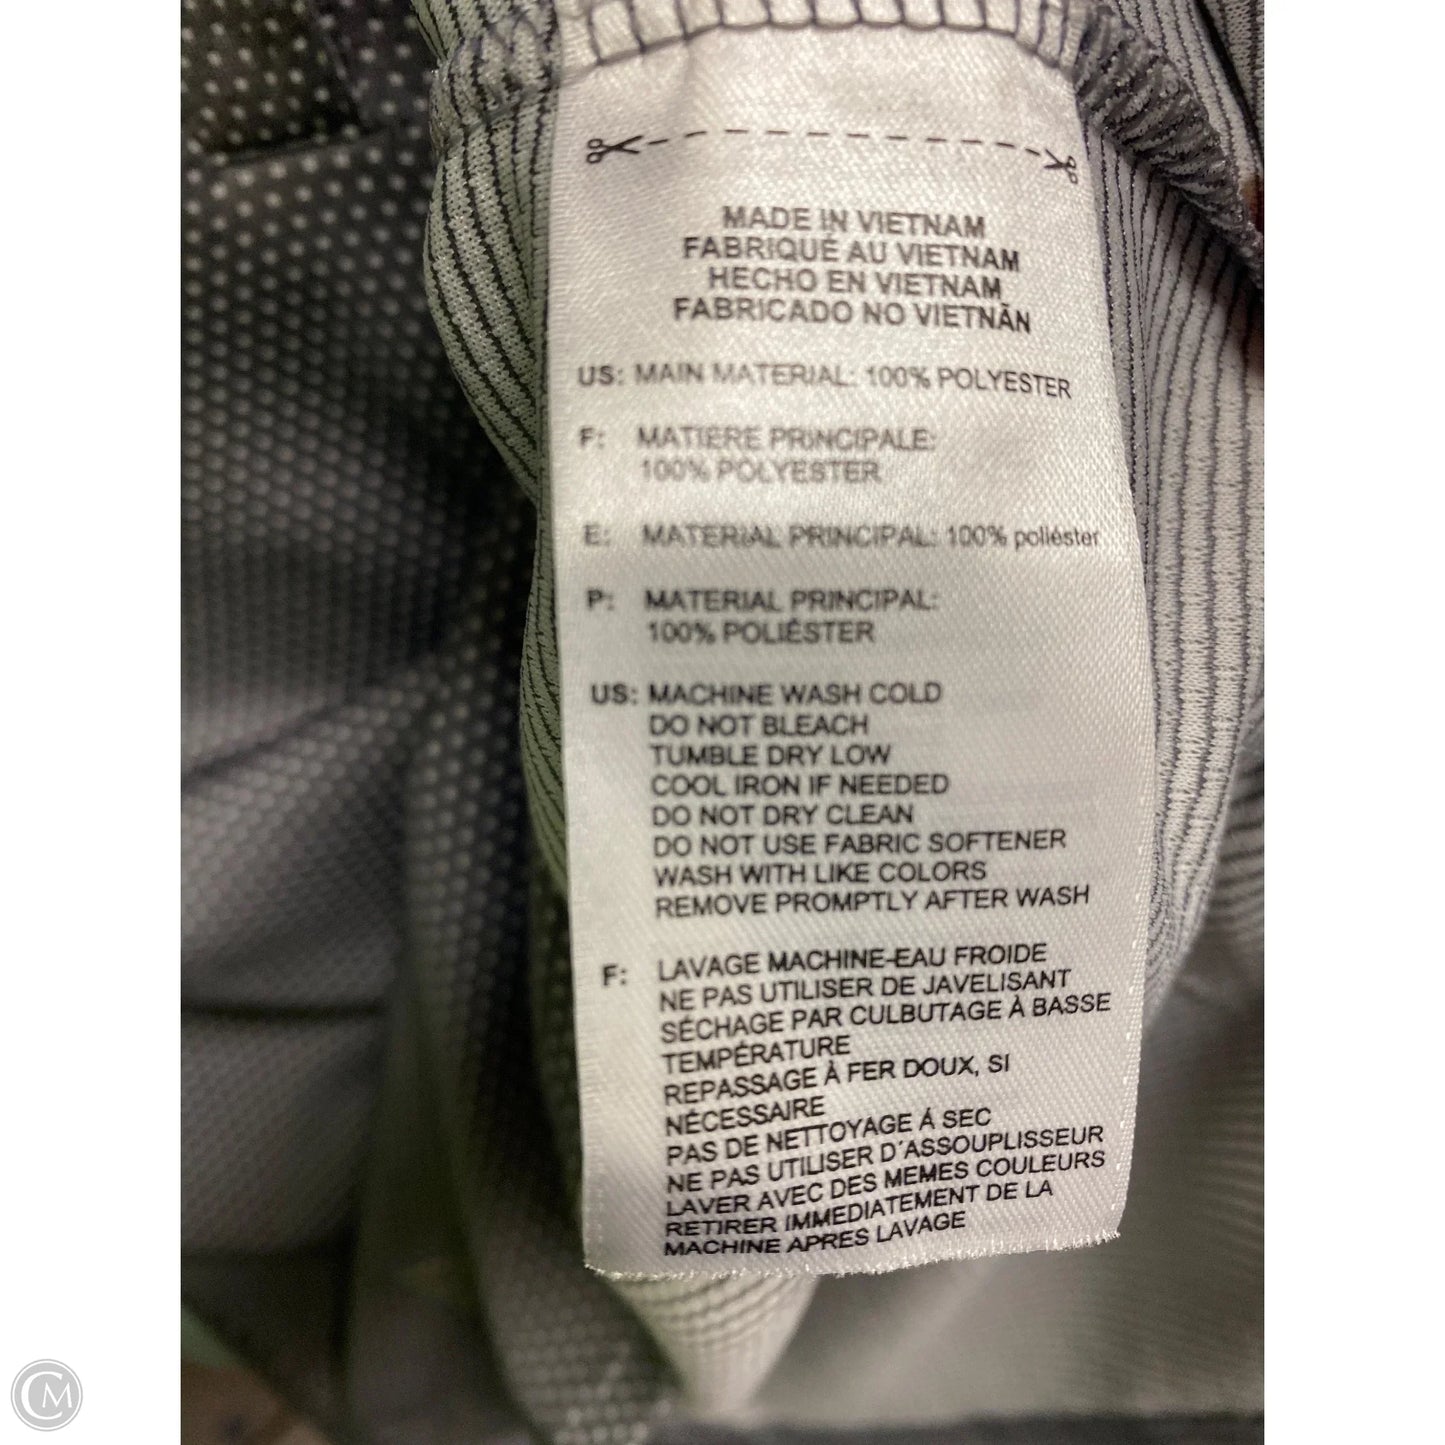 MADE IN VIETNAM
FABRIQUÉ AU VIETNAM
HECHO EN VIETNAM
FABRICADO NO VIETNÃN
US: MAIN MATERIAL: 100% POLYESTER
F: MATIERE PRINCIPALE:
100% POLYESTER
E: MATERIAL PRINCIPAL: 100% poliéster
P: MATERIAL PRINCIPAL:
100% POLIÉSTER
US: MACHINE WASH COLD
DO NOT BLEACH
TUMBLE DRY LOW
COOL IRON IF NEEDED
DO NOT DRY CLEAN
DO NOT USE FABRIC SOFTENER
WASH WITH LIKE COLORS
REMOVE PROMPTLY AFTER WASH
F: LAVAGE MACHINE-EAU FROIDE
NE PAS UTILISER DE JAVELISANT
SÉCHAGE PAR CULBUTAGE À BASSE
TEMPÉRATURE
REPASSAGE À FER DOUX, SI
NÉCESSAIRE
PAS DE NETTOYAGE Á SEC
NE PAS UTILISER D´ASSOUPLISSEUR
LAVER AVEC DES MEMES COULEURS
RETIRER IMMEDIATEMENT DE LA
MACHINE APRES LAVAGE
CM